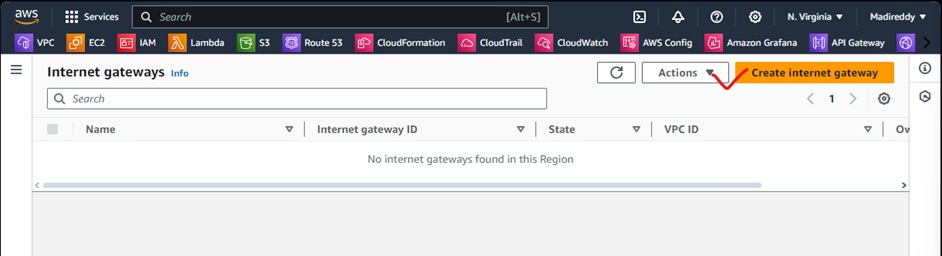 aws Services Search [Alt+S] N. Virginia Madireddy
VPC EC2 IAM Lambda S3 Route 53 CloudFormation CloudTrail CloudWatch AWS Config Amazon Grafana API Gateway
Internet gateways Info Actions Create internet gateway
Search 1
Name Internet gateway ID State VPC ID Ow
No internet gateways found in this Region